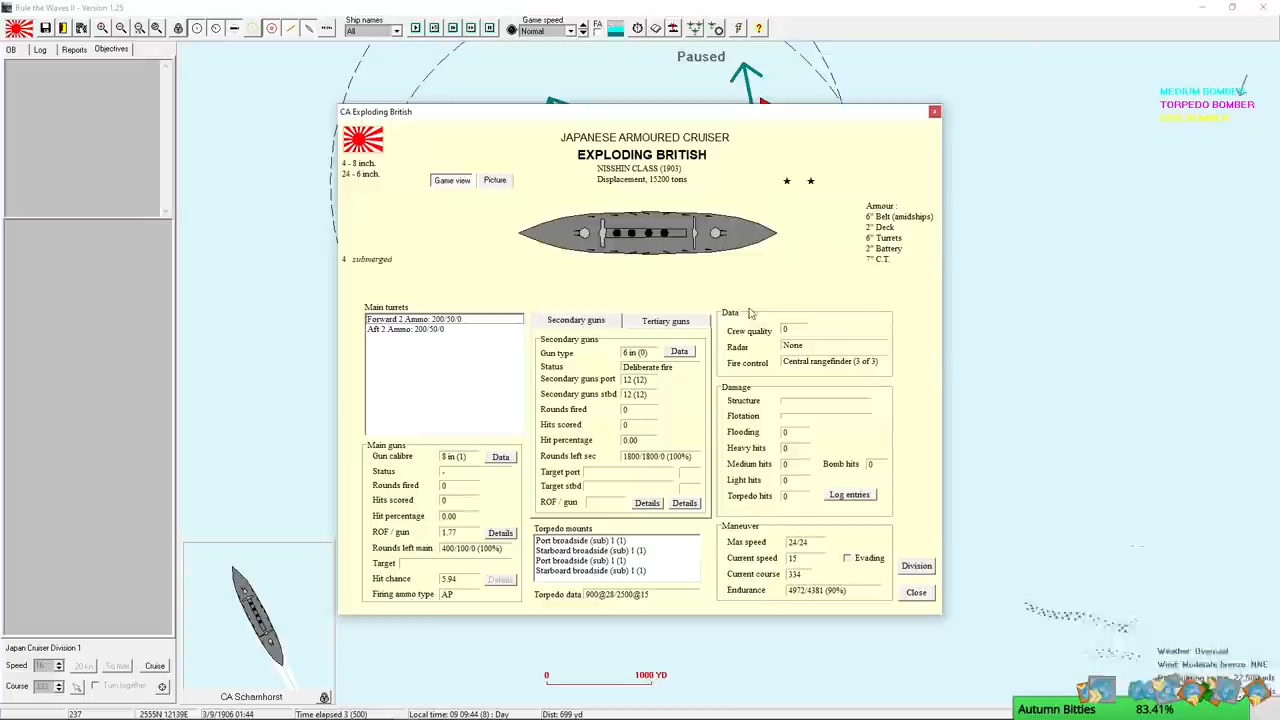 Rule the Waves II - Version 1.25
Ship names
All
Game speed
Normal
FA
OB
Log
Reports
Objectives
Paused
MEDIUM BOMBER
TORPEDO BOMBER
CA Exploding British
JAPANESE ARMOURED CRUISER
EXPLODING BRITISH
NISSHIN CLASS (1903)
Displacement, 15200 tons
4 - 8 inch.
24 - 6 inch.
Game view
Picture
Armour :
6" Belt (amidships)
2" Deck
6" Turrets
2" Battery
7" C.T.
4 submerged
Main turrets
Forward 2 Ammo: 200/50/0
Aft 2 Ammo: 200/50/0
Main guns
Gun calibre 8 in (1) Data
Status -
Rounds fired 0
Hits scored 0
Hit percentage 0.00
ROF / gun 1.77 Details
Rounds left main 400/100/0 (100%)
Target
Hit chance 5.94 Details
Firing ammo type AP
Secondary guns
Tertiary guns
Secondary guns
Gun type 6 in (0) Data
Status Deliberate fire
Secondary guns port 12 (12)
Secondary guns stbd 12 (12)
Rounds fired 0
Hits scored 0
Hit percentage 0.00
Rounds left sec 1800/1800/0 (100%)
Target port
Target stbd
ROF / gun Details Details
Torpedo mounts
Port broadside (sub) 1 (1)
Starboard broadside (sub) 1 (1)
Port broadside (sub) 1 (1)
Starboard broadside (sub) 1 (1)
Torpedo data 900@28/2500@15
Data
Crew quality 0
Radar None
Fire control Central rangefinder (3 of 3)
Damage
Structure
Flotation
Flooding 0
Heavy hits 0
Medium hits 0 Bomb hits 0
Light hits 0
Torpedo hits 0 Log entries
Maneuver
Max speed 24/24
Current speed 15 Evading
Current course 334
Endurance 4972/4381 (90%)
Division
Close
Japan Cruiser Division 1
Speed 16 20 kn Sig max Cruise
Course 333 Turn together
CA Scharnhorst
0 1000 YD
Weather: Overcast
Wind: Moderate breeze, NNE
Autumn Bitties 83.41%
237 2555N 12139E 3/9/1906 01:44 Time elapsed 3 (500) Local time: 09 09:44 (8) : Day Dist: 699 yd